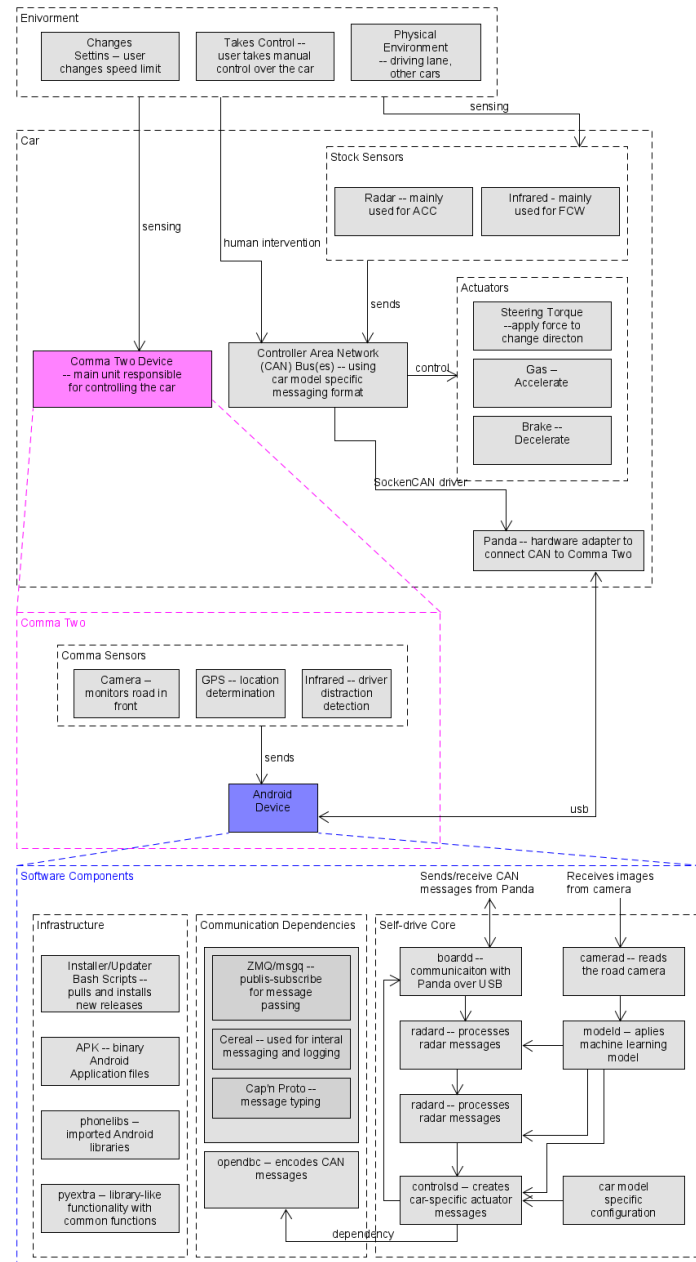 Enivorment
Changes
Settins – user
changes speed limit
Takes Control --
user takes manual
control over the car
Physical
Environment
-- driving lane,
other cars
sensing
Car
Stock Sensors
Radar -- mainly
used for ACC
Infrared - mainly
used for FCW
sensing
human intervention
sends
Actuators
Steering Torque
--apply force to
change directon
Gas –
Accelerate
Brake --
Decelerate
Comma Two Device
-- main unit responsible
for controlling the car
Controller Area Network
(CAN) Bus(es) -- using
car model specific
messaging format
control
SockenCAN driver
Panda -- hardware adapter to
connect CAN to Comma Two
Comma Two
Comma Sensors
Camera –
monitors road in
front
GPS -- location
determination
Infrared -- driver
distraction
detection
sends
Android
Device
usb
Software Components
Sends/receive CAN
messages from Panda
Receives images
from camera
Infrastructure
Installer/Updater
Bash Scripts –
pulls and installs
new releases
APK – binary
Android
Application files
phonelibs –
imported Android
libraries
pyextra – library-like
functionality with
common functions
Communication Dependencies
ZMQ/msgq --
publis-subscribe
for message
passing
Cereal -- used for interal
messaging and logging
Cap'n Proto --
message typing
opendbc – encodes CAN
messages
Self-drive Core
boardd –
communicaiton with
Panda over USB
camerad – reads
the road camera
radard -- processes
radar messages
modeld – aplies
machine learning
model
radard -- processes
radar messages
controlsd – creates
car-specific actuator
messages
car model
specific
configuration
dependency